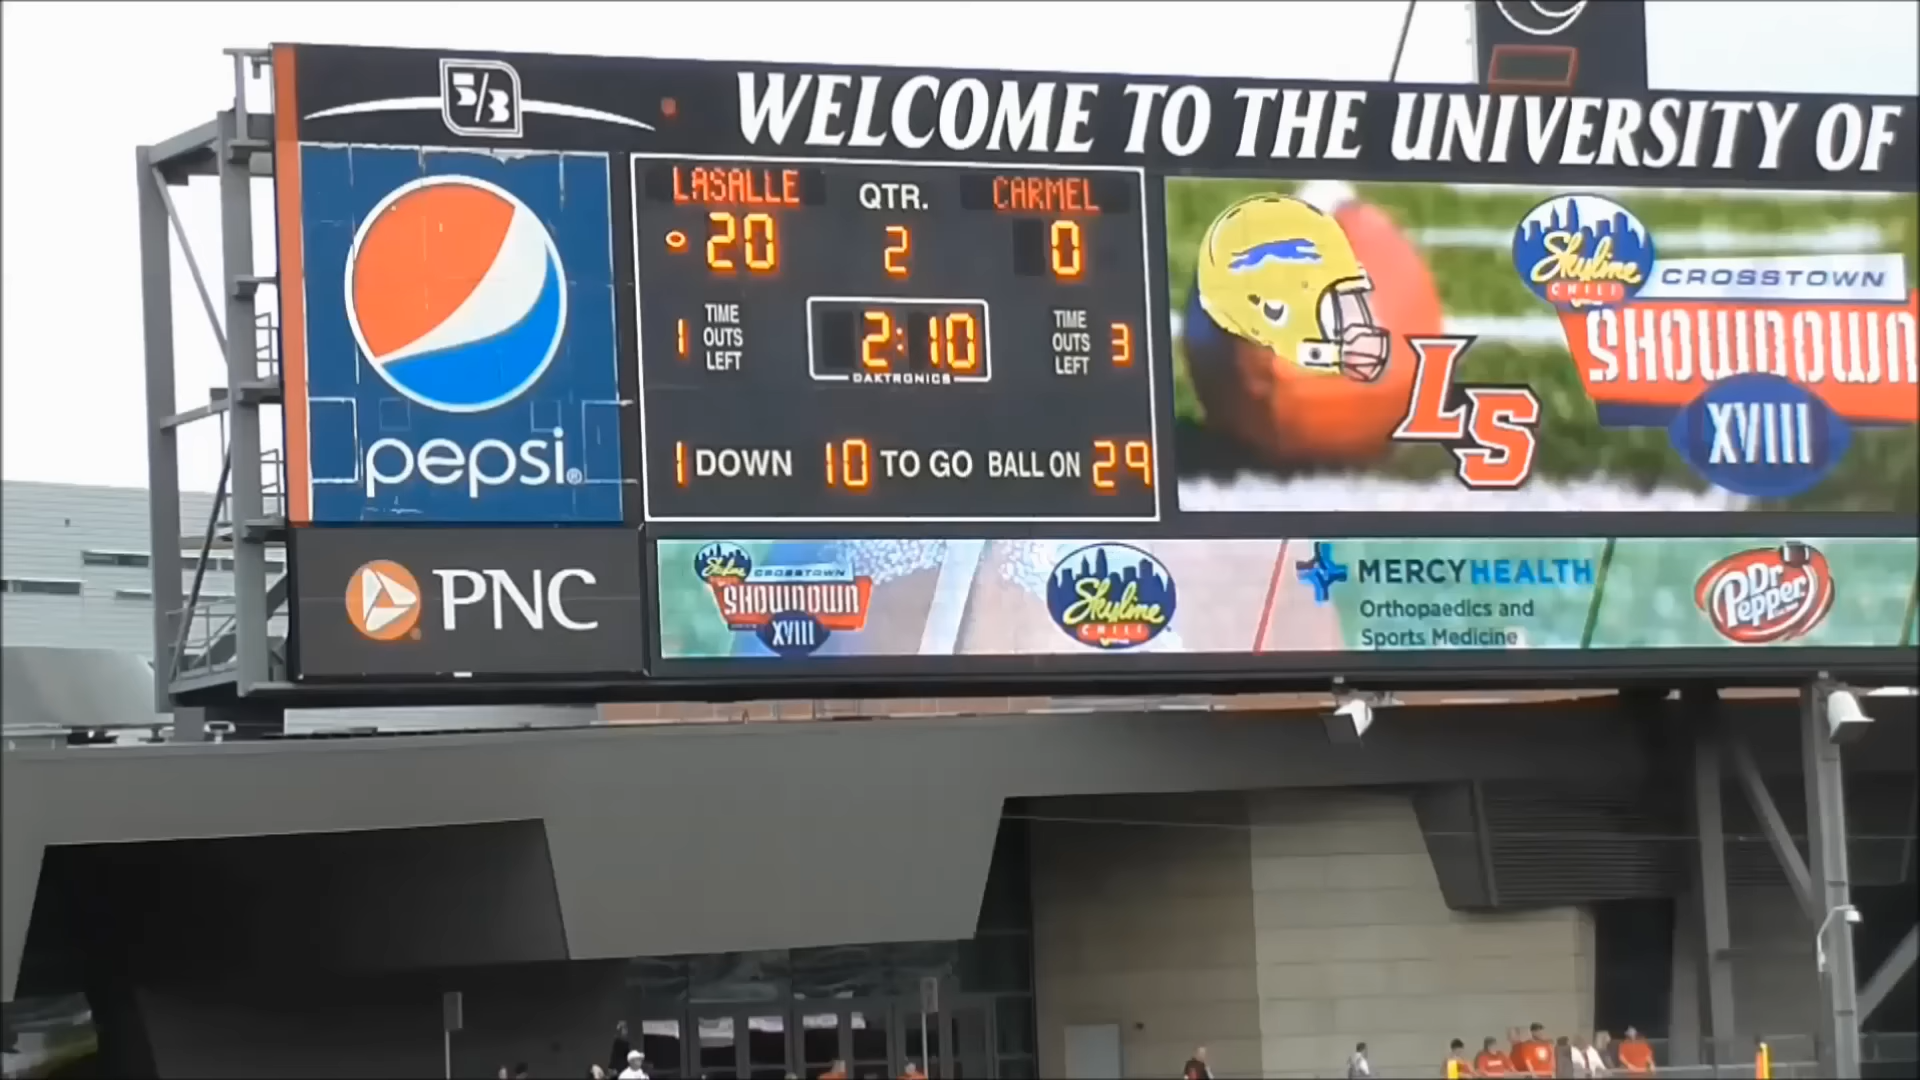 5/3
WELCOME TO THE UNIVERSITY OF
pepsi
LASALLE QTR. CARMEL
20 2 0
1 TIME OUTS LEFT 2:10 TIME OUTS LEFT 3
DAKTRONICS
1 DOWN 10 TO GO BALL ON 29
LS
Skyline
CHILI
CROSSTOWN
SHOWDOWN
XVIII
PNC
Skyline
CROSSTOWN
SHOWDOWN
XVIII
Skyline
CHILI
MERCYHEALTH
Orthopaedics and
Sports Medicine
Dr
Pepper